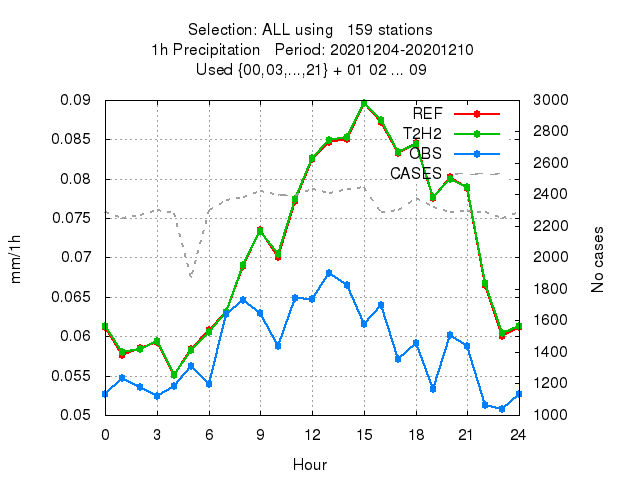 Selection: ALL using   159 stations
1h Precipitation   Period: 20201204-20201210
Used {00,03,...,21} + 01 02 ... 09
0.09
0.085
0.08
0.075
0.07
0.065
0.06
0.055
0.05
mm/1h
REF
T2H2
OBS
CASES
3000
2800
2600
2400
2200
2000
1800
1600
1400
1200
1000
No cases
0 3 6 9 12 15 18 21 24
Hour